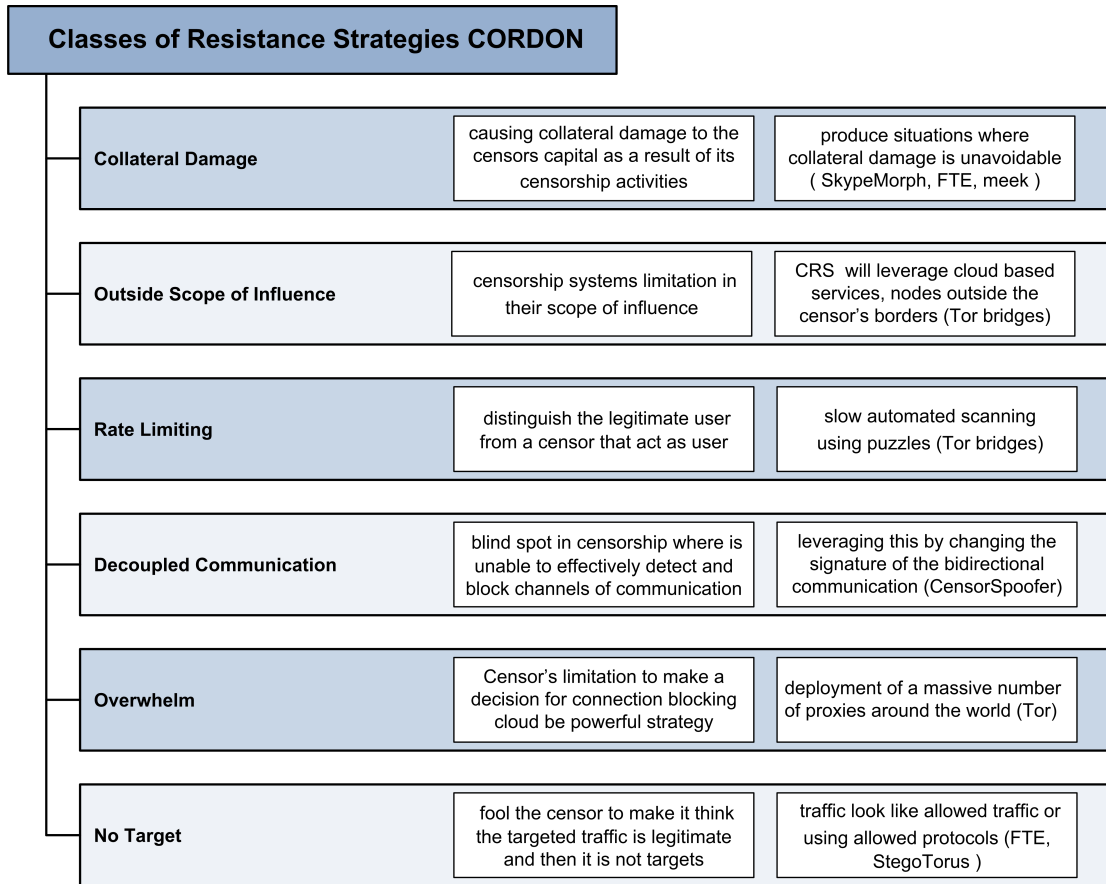 Classes of Resistance Strategies CORDON
Collateral Damage
causing collateral damage to the
censors capital as a result of its
censorship activities
produce situations where
collateral damage is unavoidable
( SkypeMorph, FTE, meek )
Outside Scope of Influence
censorship systems limitation in
their scope of influence
CRS will leverage cloud based
services, nodes outside the
censor’s borders (Tor bridges)
Rate Limiting
distinguish the legitimate user
from a censor that act as user
slow automated scanning
using puzzles (Tor bridges)
Decoupled Communication
blind spot in censorship where is
unable to effectively detect and
block channels of communication
leveraging this by changing the
signature of the bidirectional
communication (CensorSpoofer)
Overwhelm
Censor’s limitation to make a
decision for connection blocking
cloud be powerful strategy
deployment of a massive number
of proxies around the world (Tor)
No Target
fool the censor to make it think
the targeted traffic is legitimate
and then it is not targets
traffic look like allowed traffic or
using allowed protocols (FTE,
StegoTorus )